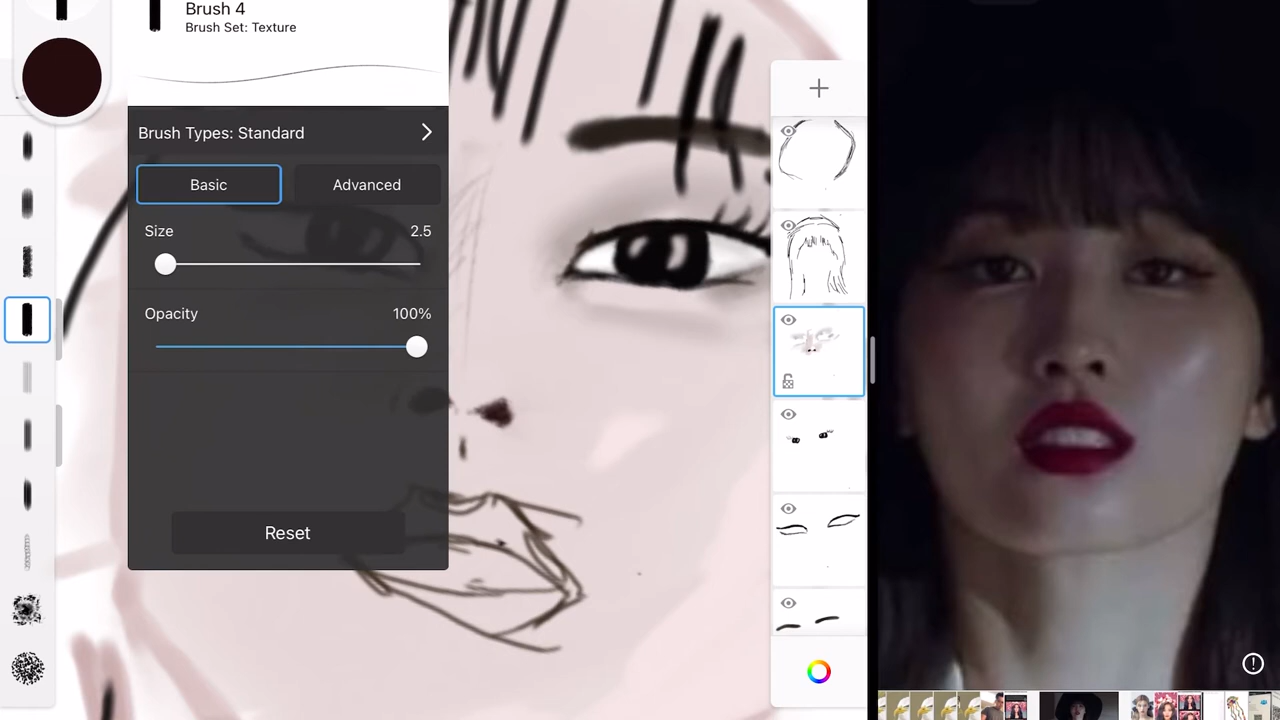 Brush 4
Brush Set: Texture
Brush Types: Standard
Basic
Advanced
Size
2.5
Opacity
100%
Reset